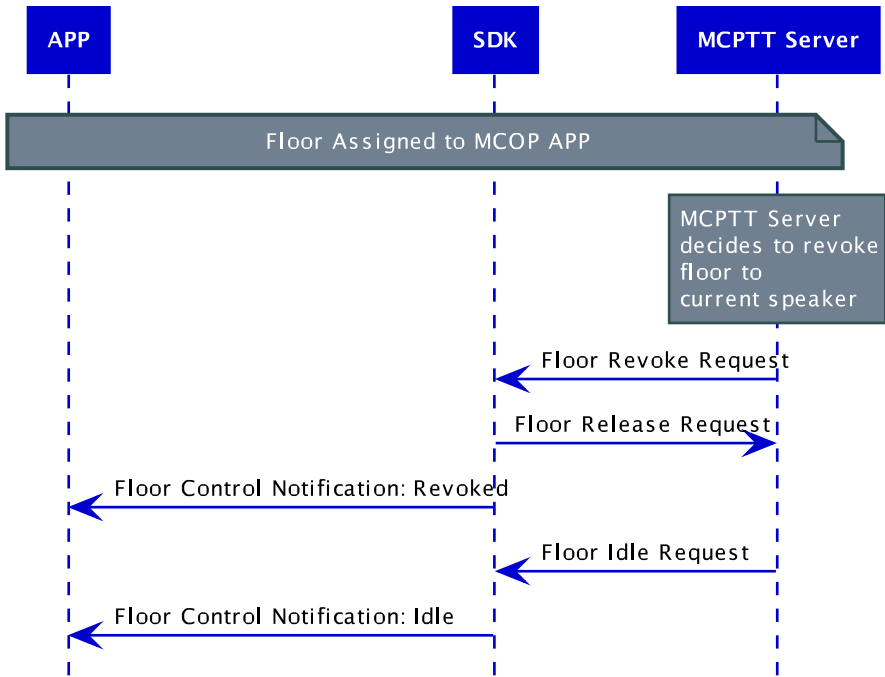 APP
SDK
MCPTT Server
Floor Assigned to MCOP APP
MCPTT Server
decides to revoke
floor to
current speaker
Floor Revoke Request
Floor Release Request
Floor Control Notification: Revoked
Floor Idle Request
Floor Control Notification: Idle